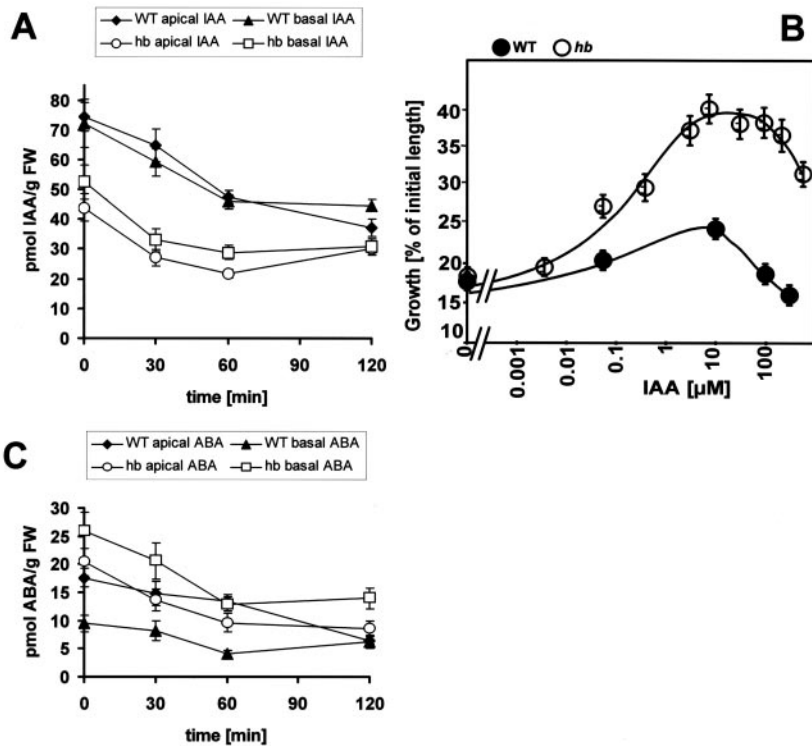 A
WT apical IAA WT basal IAA
hb apical IAA hb basal IAA
80
70
60
50
40
30
20
10
0
pmol IAA/g FW
0 30 60 90 120
time [min]
B
WT hb
40
35
30
25
20
15
10
Growth [% of initial length]
0 0.001 0.01 0.1 1 10 100
IAA [µM]
C
WT apical ABA WT basal ABA
hb apical ABA hb basal ABA
30
25
20
15
10
5
0
pmol ABA/g FW
0 30 60 90 120
time [min]